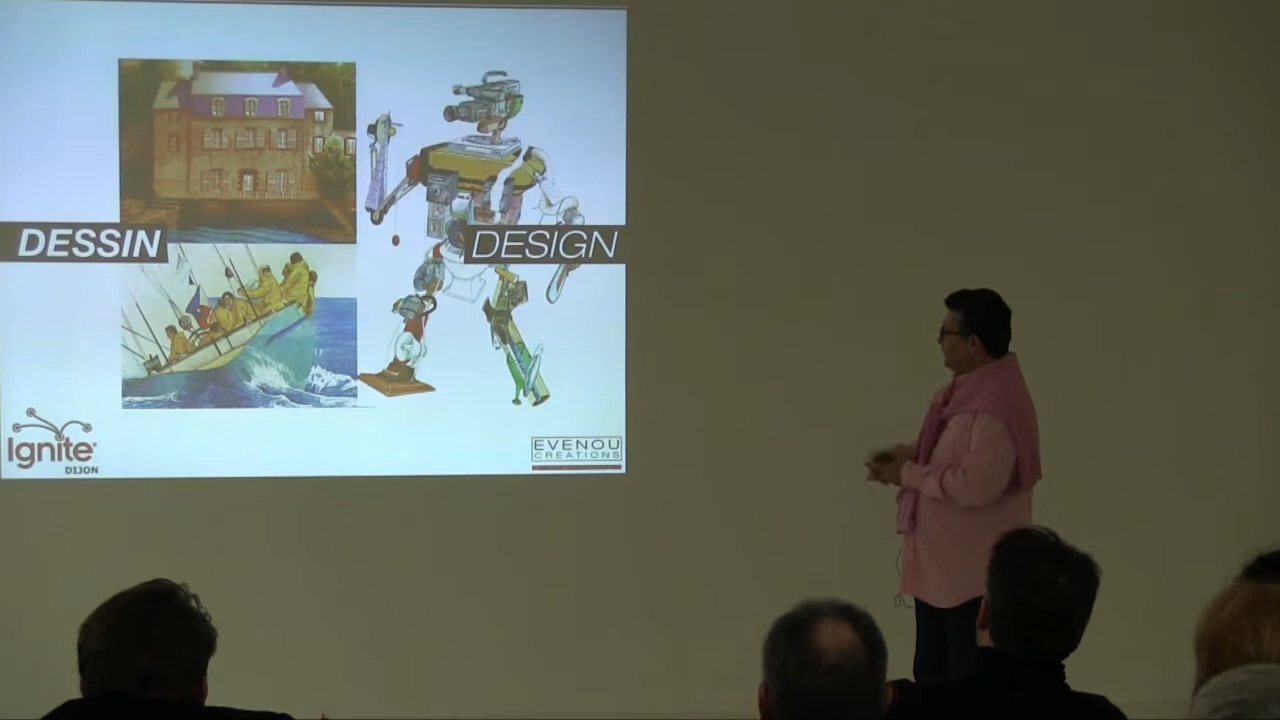 DESSIN
DESIGN
Ignite
DIJON
EVENOU
CREATIONS